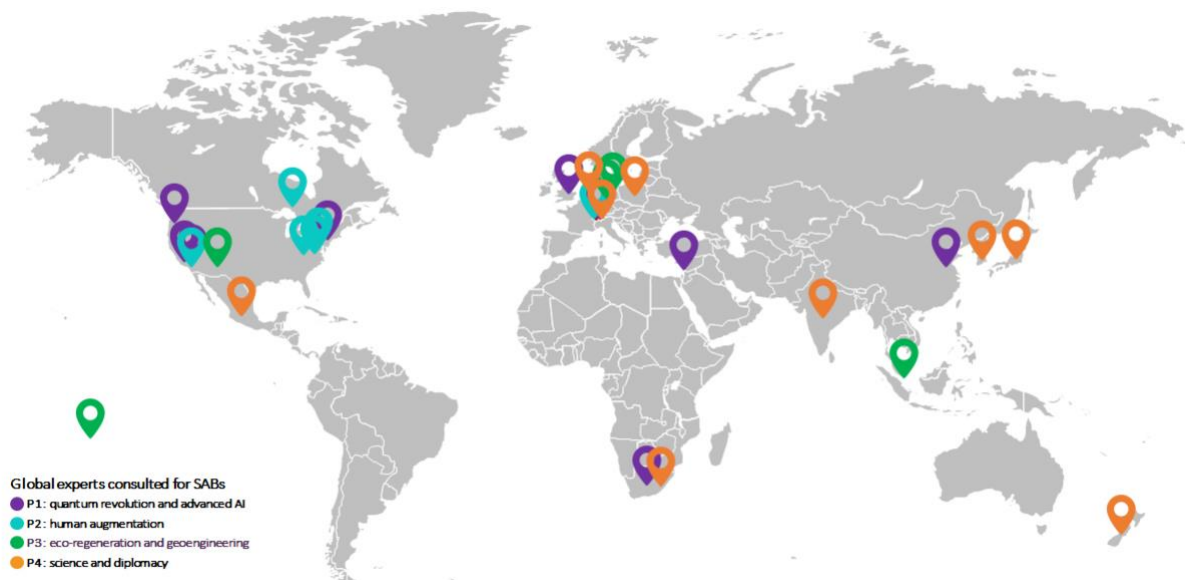 Global experts consulted for SABs
P1: quantum revolution and advanced AI
P2: human augmentation
P3: eco-regeneration and geoengineering
P4: science and diplomacy